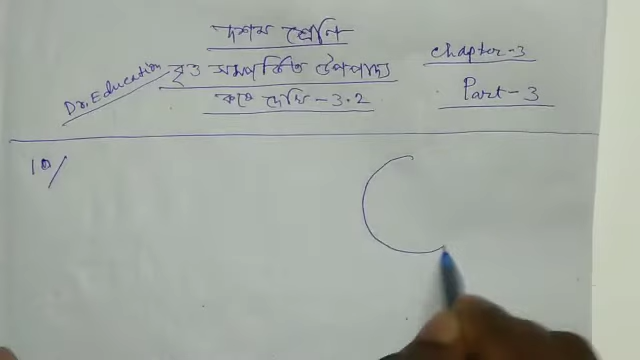 দশম শ্রেণি
Dr. Education
বৃত্ত সম্পর্কিত উপপাদ্য
Chapter-3
কষে দেখি - 3.2
Part-3
10/